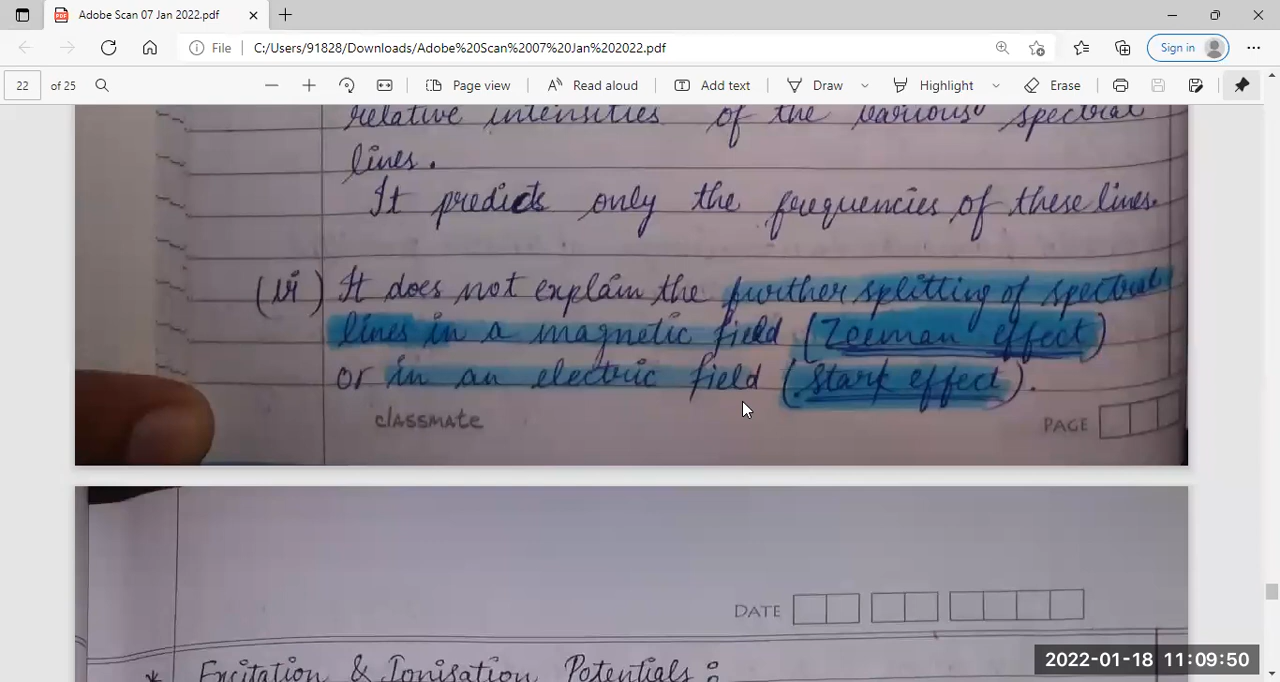 Adobe Scan 07 Jan 2022.pdf
File C:/Users/91828/Downloads/Adobe%20Scan%2007%20Jan%202022.pdf Sign in
22 of 25 Page view Read aloud Add text Draw Highlight Erase
relative intensities of the various spectral
lines.
It predicts only the frequencies of these lines.
(vi) It does not explain the further splitting of spectral
lines in a magnetic field (Zeeman effect)
or in an electric field (Stark effect).
classmate PAGE
DATE
* Excitation & Ionisation Potentials:
2022-01-18 11:09:50